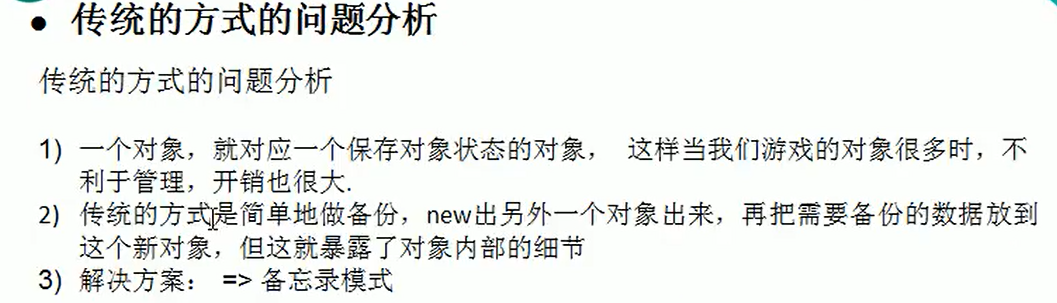 ● 传统的方式的问题分析
传统的方式的问题分析
1) 一个对象，就对应一个保存对象状态的对象， 这样当我们游戏的对象很多时，不
利于管理，开销也很大.
2) 传统的方式是简单地做备份，new出另外一个对象出来，再把需要备份的数据放到
这个新对象，但这就暴露了对象内部的细节
3) 解决方案： => 备忘录模式